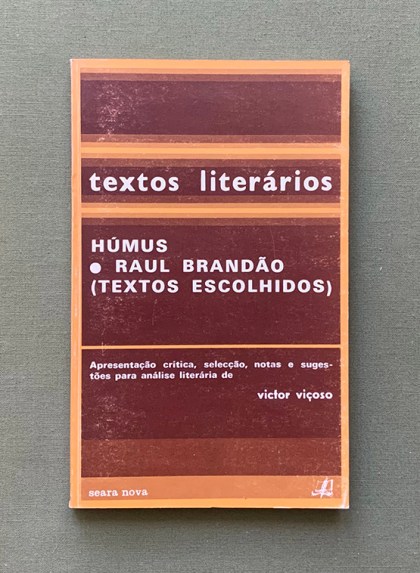 textos literários
HÚMUS
● RAUL BRANDÃO
(TEXTOS ESCOLHIDOS)
Apresentação crítica, selecção, notas e suges-
tões para análise literária de
victor viçoso
seara nova